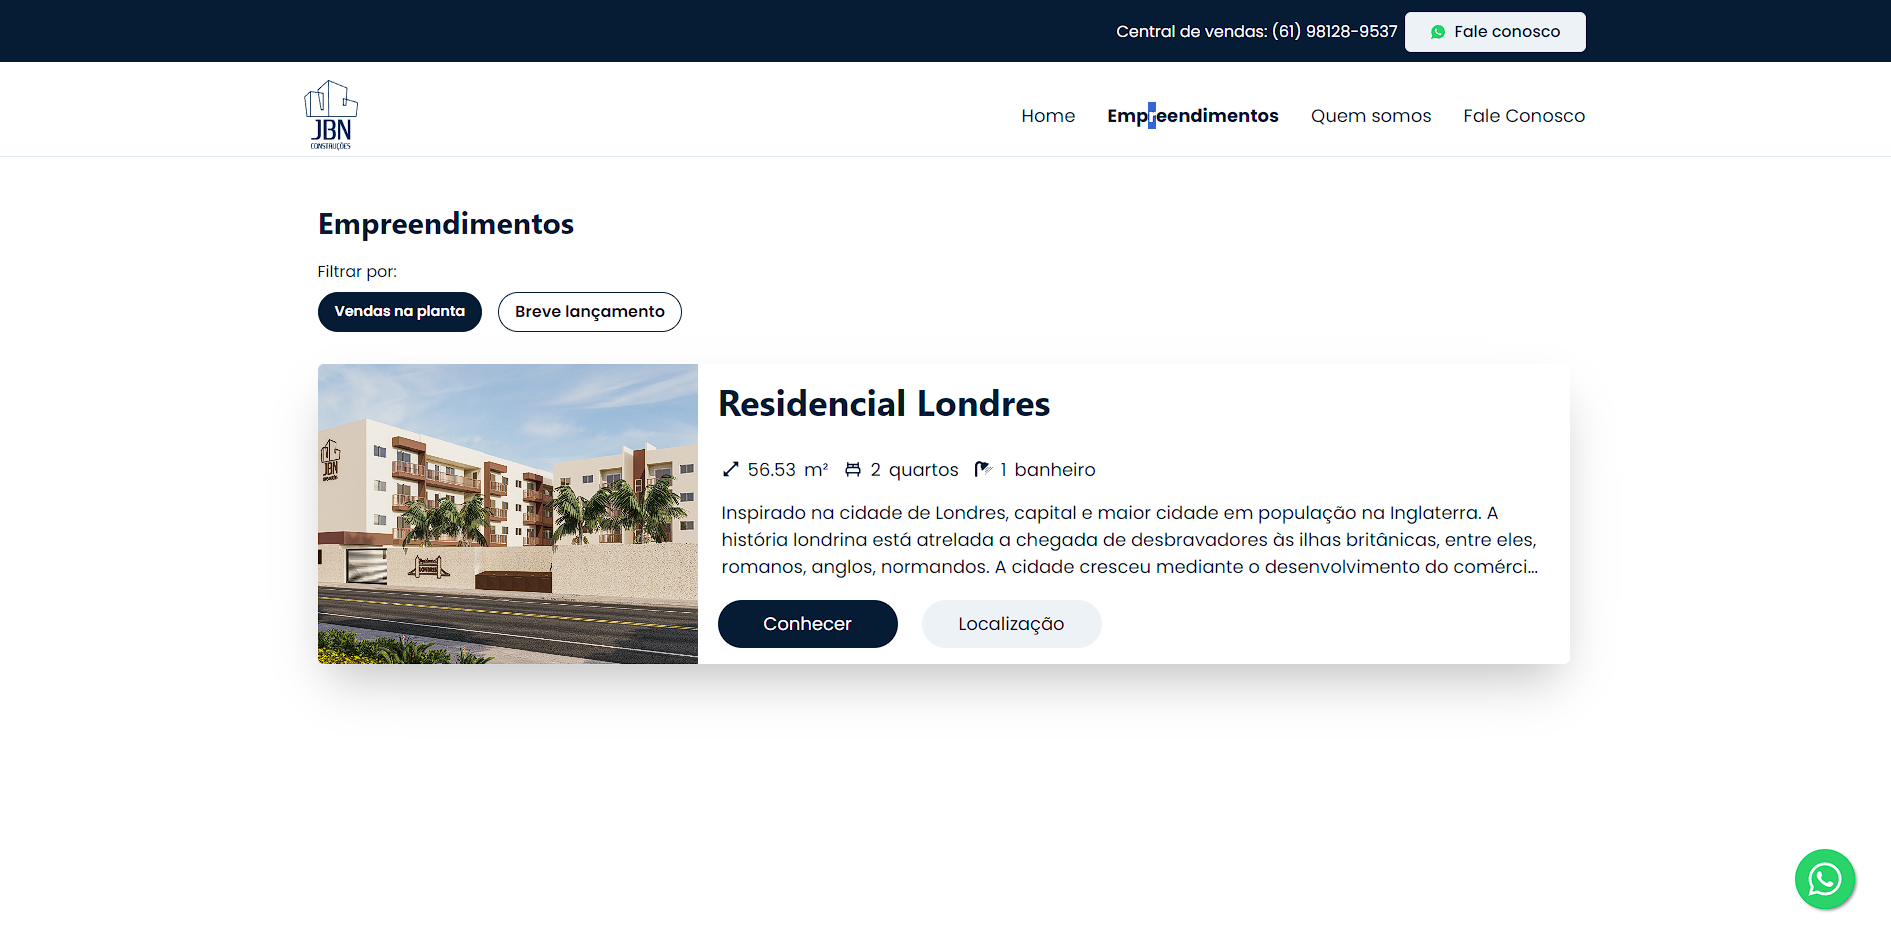 Central de vendas: (61) 98128-9537 Fale conosco
JBN
CONSTRUÇÕES
Home Empreendimentos Quem somos Fale Conosco
Empreendimentos
Filtrar por:
Vendas na planta Breve lançamento
Residencial Londres
56.53 m² 2 quartos 1 banheiro
Inspirado na cidade de Londres, capital e maior cidade em população na Inglaterra. A
história londrina está atrelada a chegada de desbravadores às ilhas britânicas, entre eles,
romanos, anglos, normandos. A cidade cresceu mediante o desenvolvimento do comérci...
JBN
Residencial
LONDRES
Conhecer Localização